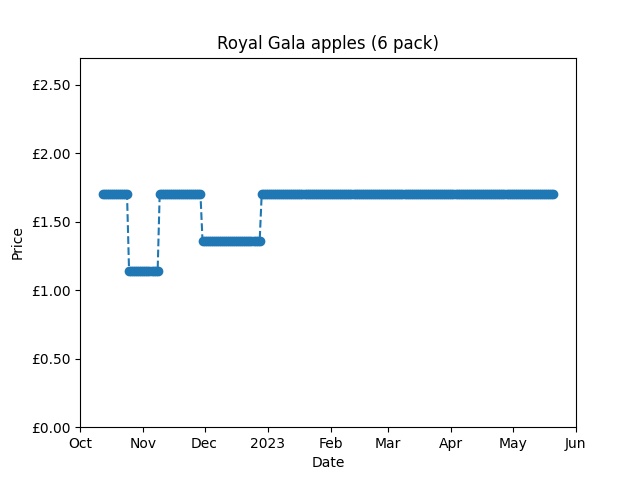 Royal Gala apples (6 pack)
£2.50
£2.00
£1.50
£1.00
£0.50
£0.00
Price
Oct Nov Dec 2023 Feb Mar Apr May Jun
Date